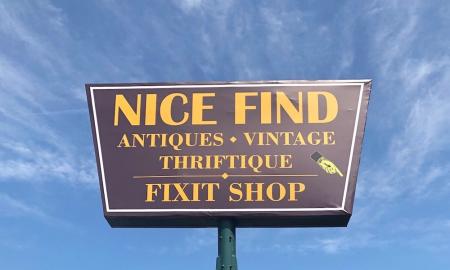 NICE FIND
ANTIQUES • VINTAGE
THRIFTIQUE
FIXIT SHOP